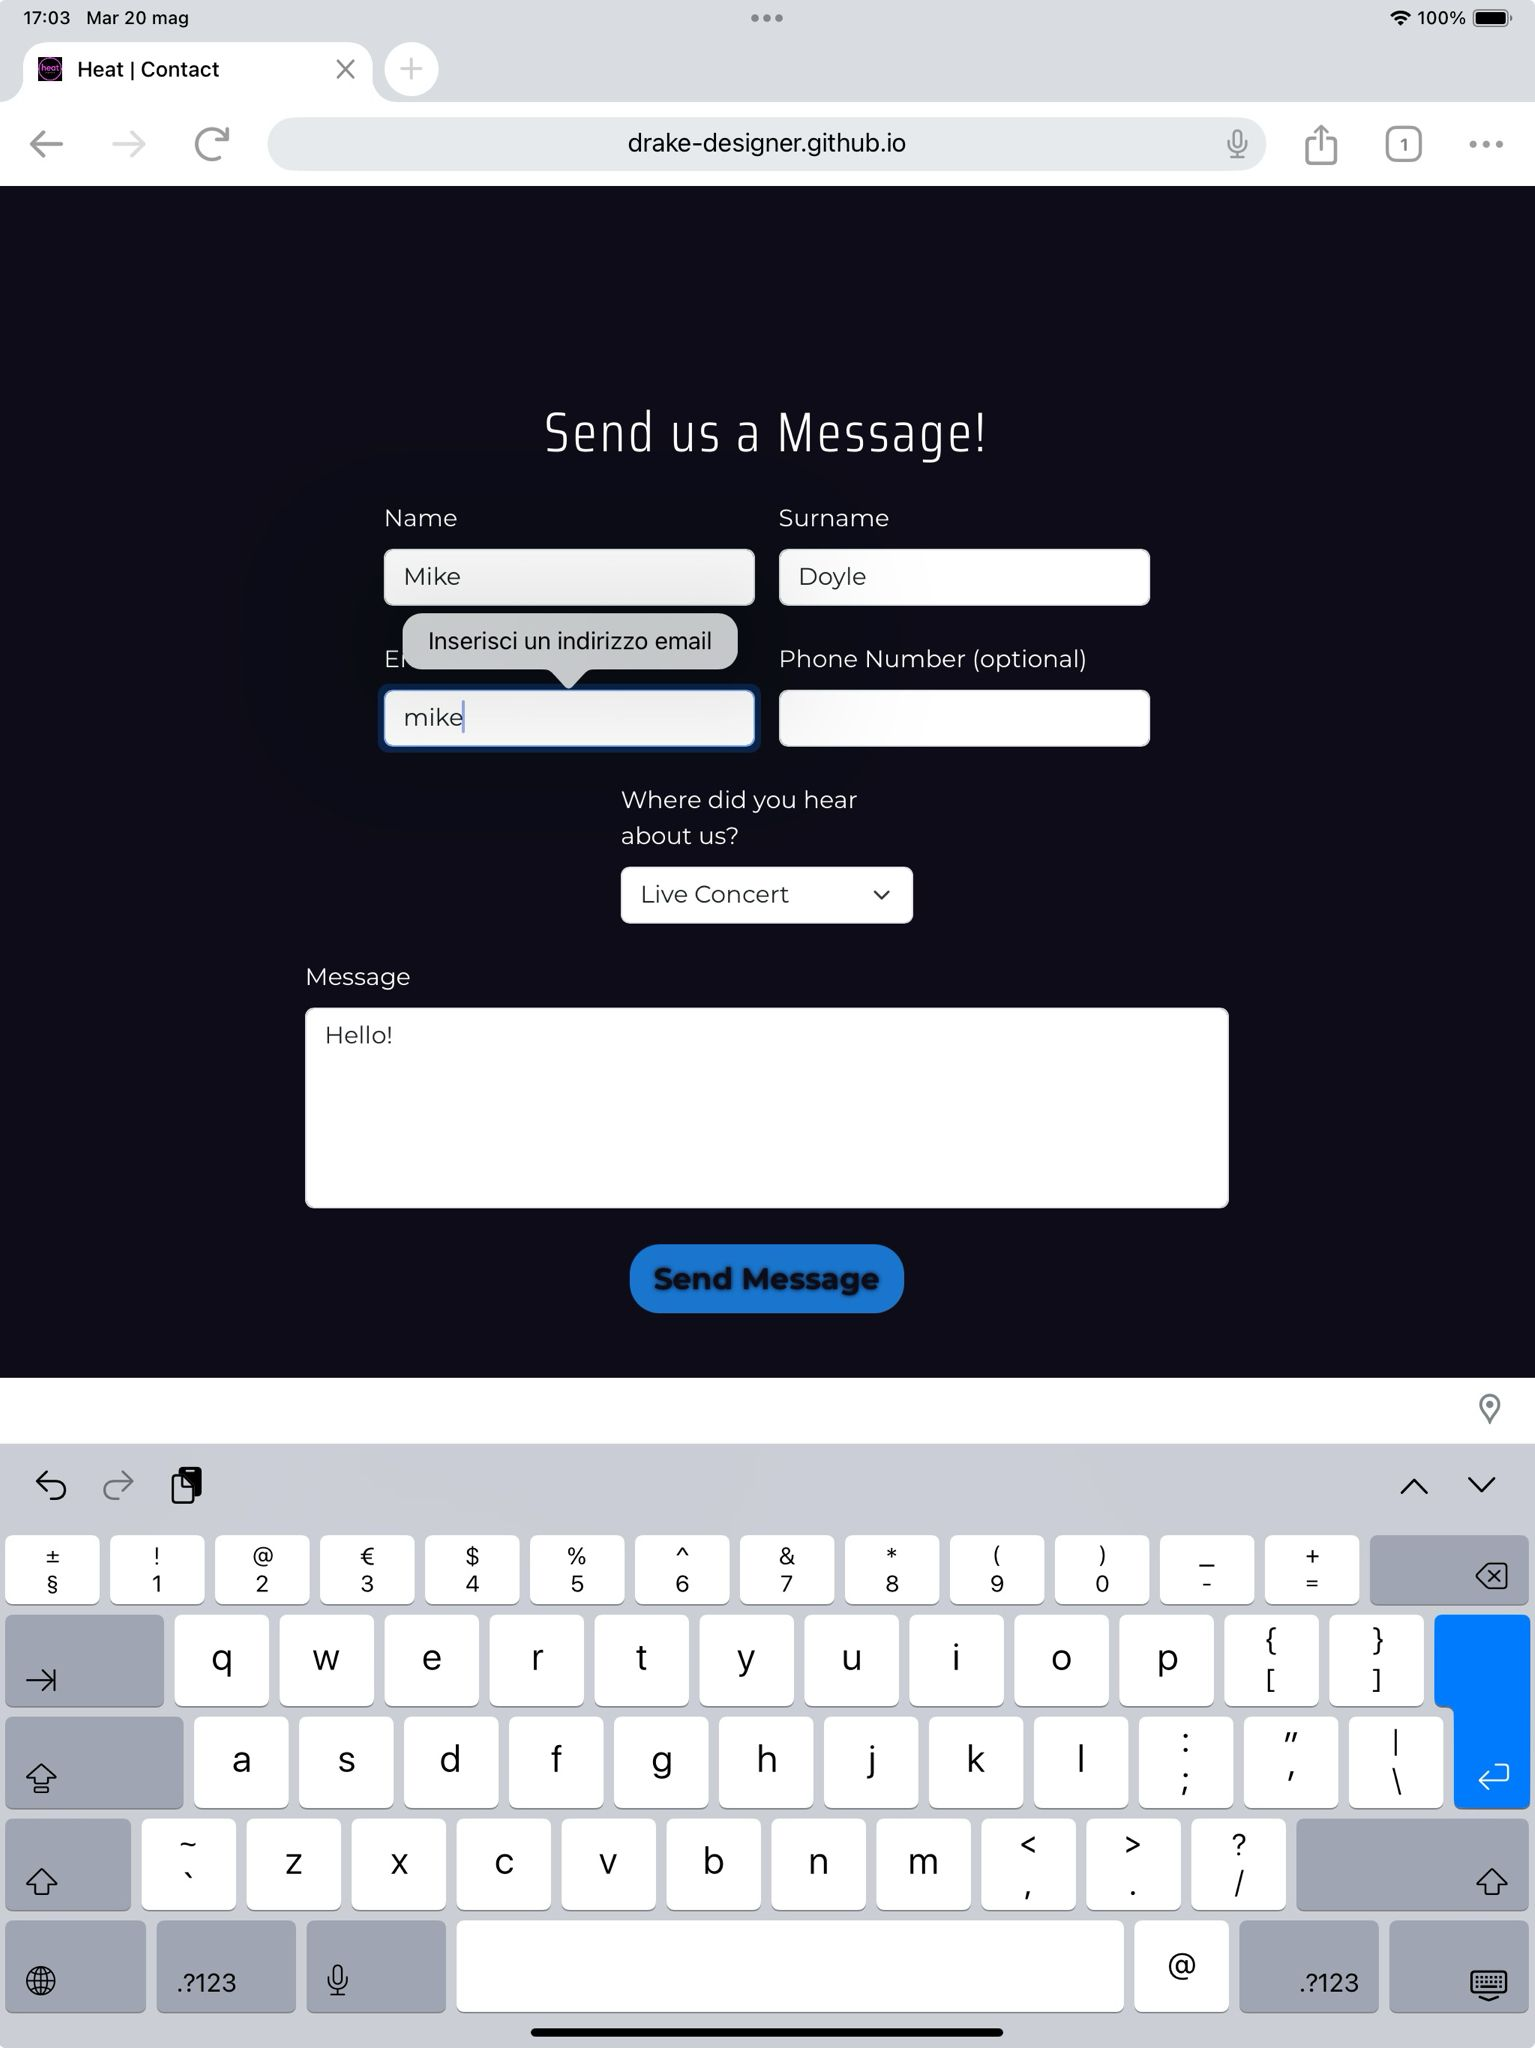 17:03 Mar 20 mag
100%
heat
Heat | Contact
drake-designer.github.io
1
Send us a Message!
Name
Surname
Mike
Doyle
Inserisci un indirizzo email
Phone Number (optional)
mike
Where did you hear
about us?
Live Concert
Message
Hello!
Send Message
± ! @ € $ % ^ & * ( ) _ +
§ 1 2 3 4 5 6 7 8 9 0 - =
q w e r t y u i o p { }
[ ]
a s d f g h j k l : " |
; ' \
~ z x c v b n m < > ?
` , . /
.?123 @ .?123